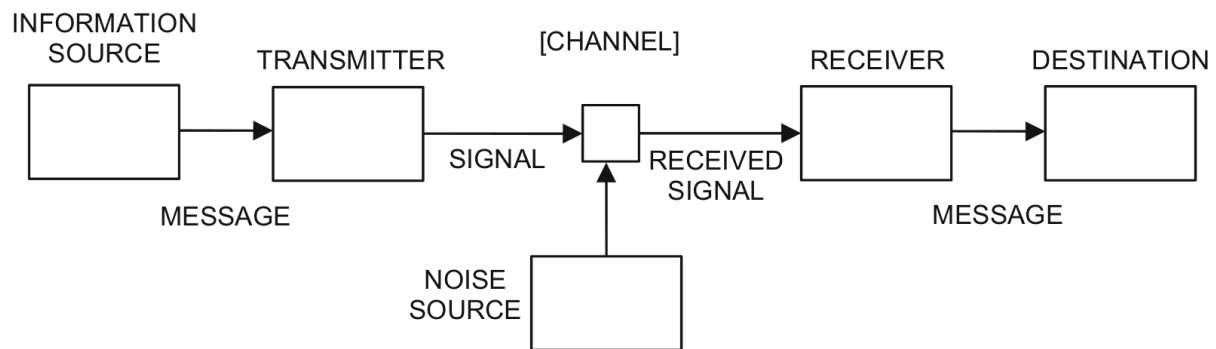 INFORMATION
SOURCE
TRANSMITTER
[CHANNEL]
RECEIVER
DESTINATION
MESSAGE
SIGNAL
RECEIVED
SIGNAL
MESSAGE
NOISE
SOURCE